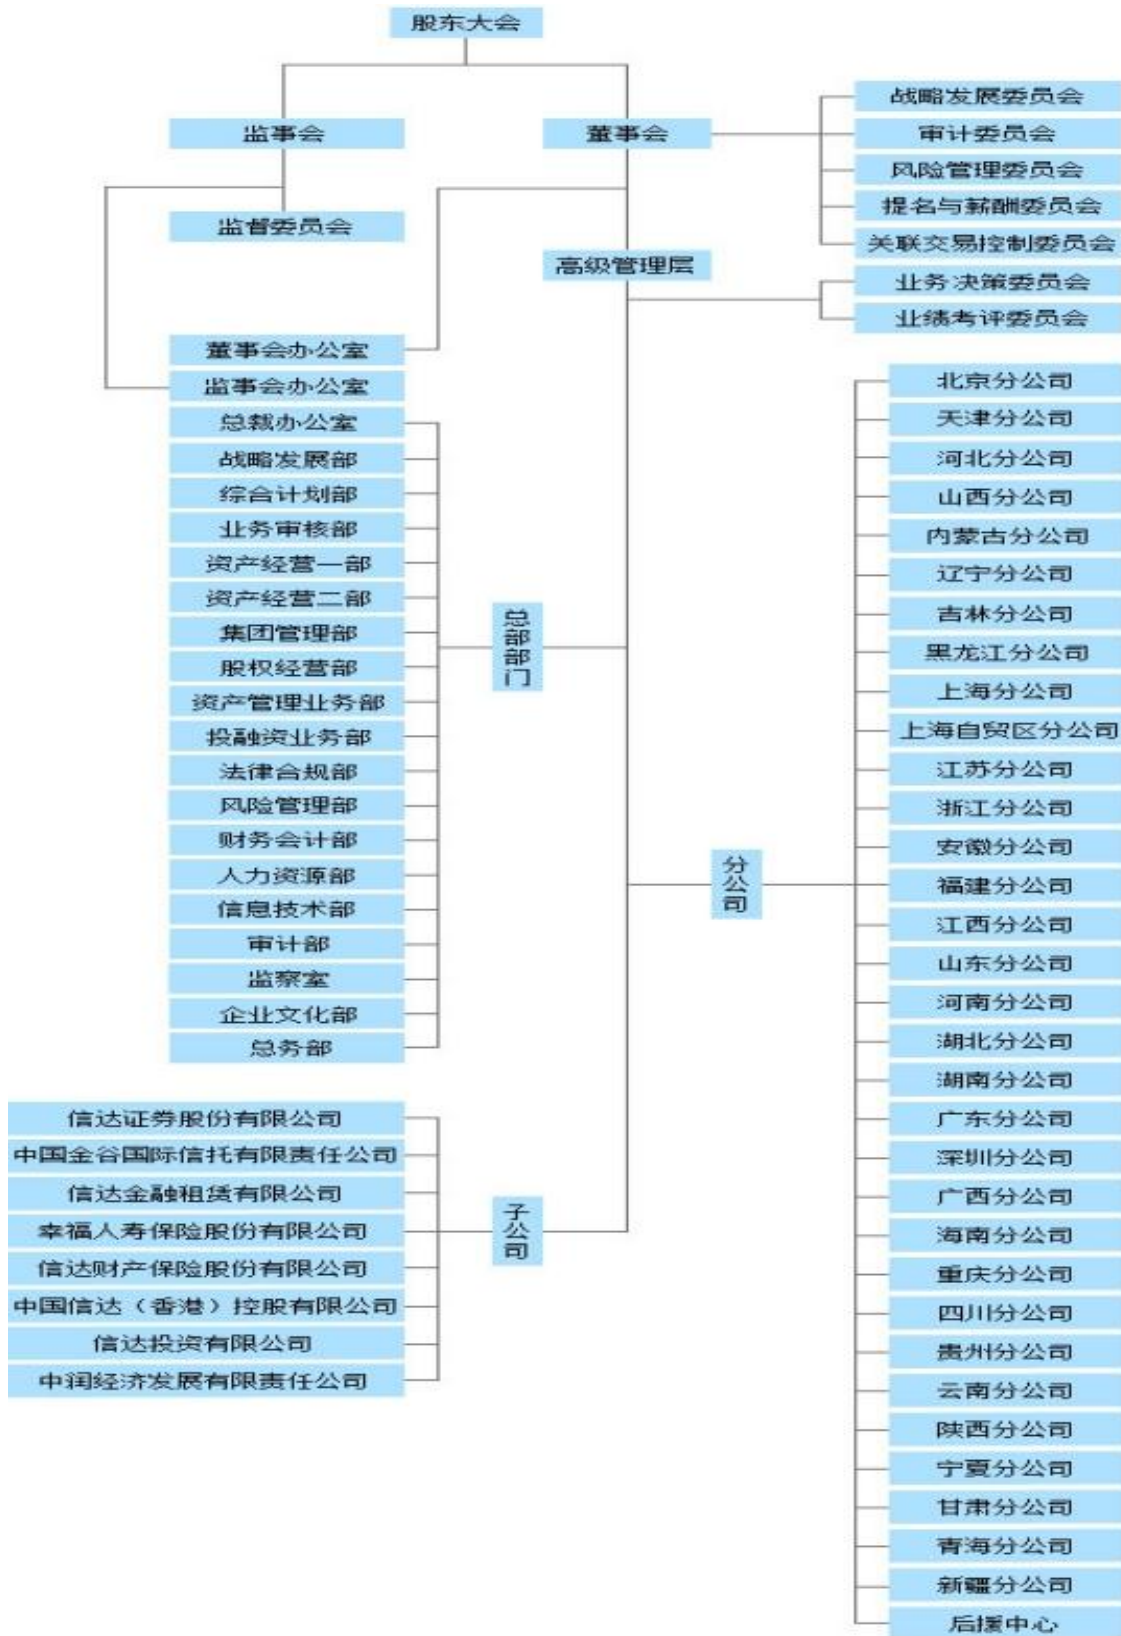 股东大会
监事会
董事会
战略发展委员会
审计委员会
风险管理委员会
提名与薪酬委员会
关联交易控制委员会
监督委员会
高级管理层
业务决策委员会
业绩考评委员会
董事会办公室
监事会办公室
总裁办公室
战略发展部
综合计划部
业务审核部
资产经营一部
资产经营二部
集团管理部
股权经营部
资产管理业务部
投融资业务部
法律合规部
风险管理部
财务会计部
人力资源部
信息技术部
审计部
监察室
企业文化部
总务部
总部部门
信达证券股份有限公司
中国金谷国际信托有限责任公司
信达金融租赁有限公司
幸福人寿保险股份有限公司
信达财产保险股份有限公司
中国信达（香港）控股有限公司
信达投资有限公司
中润经济发展有限责任公司
子公司
分公司
北京分公司
天津分公司
河北分公司
山西分公司
内蒙古分公司
辽宁分公司
吉林分公司
黑龙江分公司
上海分公司
上海自贸区分公司
江苏分公司
浙江分公司
安徽分公司
福建分公司
江西分公司
山东分公司
河南分公司
湖北分公司
湖南分公司
广东分公司
深圳分公司
广西分公司
海南分公司
重庆分公司
四川分公司
贵州分公司
云南分公司
陕西分公司
宁夏分公司
甘肃分公司
青海分公司
新疆分公司
后援中心